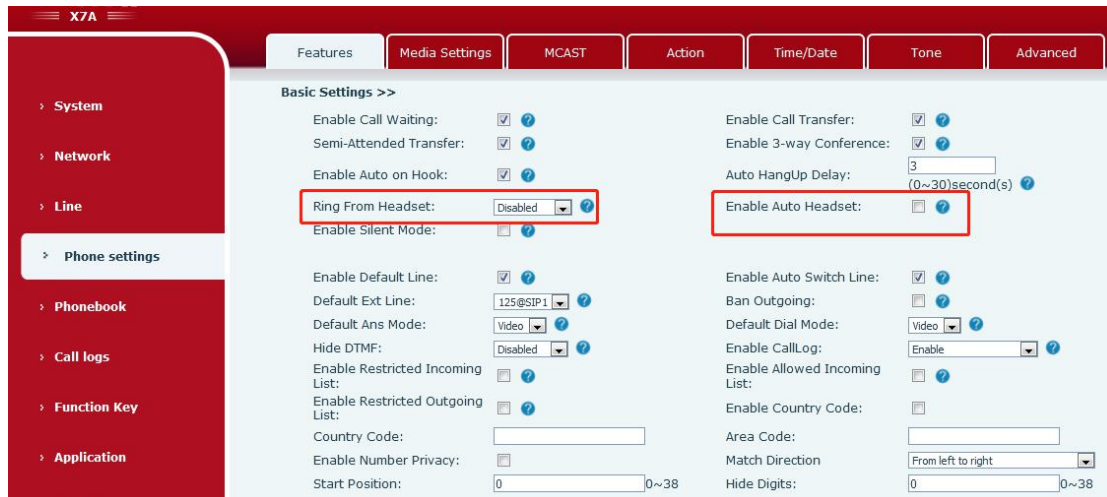 X7A
Features Media Settings MCAST Action Time/Date Tone Advanced
› System
› Network
› Line
› Phone settings
› Phonebook
› Call logs
› Function Key
› Application
Basic Settings >>
Enable Call Waiting: Enable Call Transfer:
Semi-Attended Transfer: Enable 3-way Conference:
Enable Auto on Hook: Auto HangUp Delay: 3
(0~30)second(s)
Ring From Headset: Disabled Enable Auto Headset:
Enable Silent Mode:
Enable Default Line: Enable Auto Switch Line:
Default Ext Line: 125@SIP1 Ban Outgoing:
Default Ans Mode: Video Default Dial Mode: Video
Hide DTMF: Disabled Enable CallLog: Enable
Enable Restricted Incoming List: Enable Allowed Incoming List:
Enable Restricted Outgoing List: Enable Country Code:
Country Code: Area Code:
Enable Number Privacy: Match Direction From left to right
Start Position: 0 0~38 Hide Digits: 0 0~38